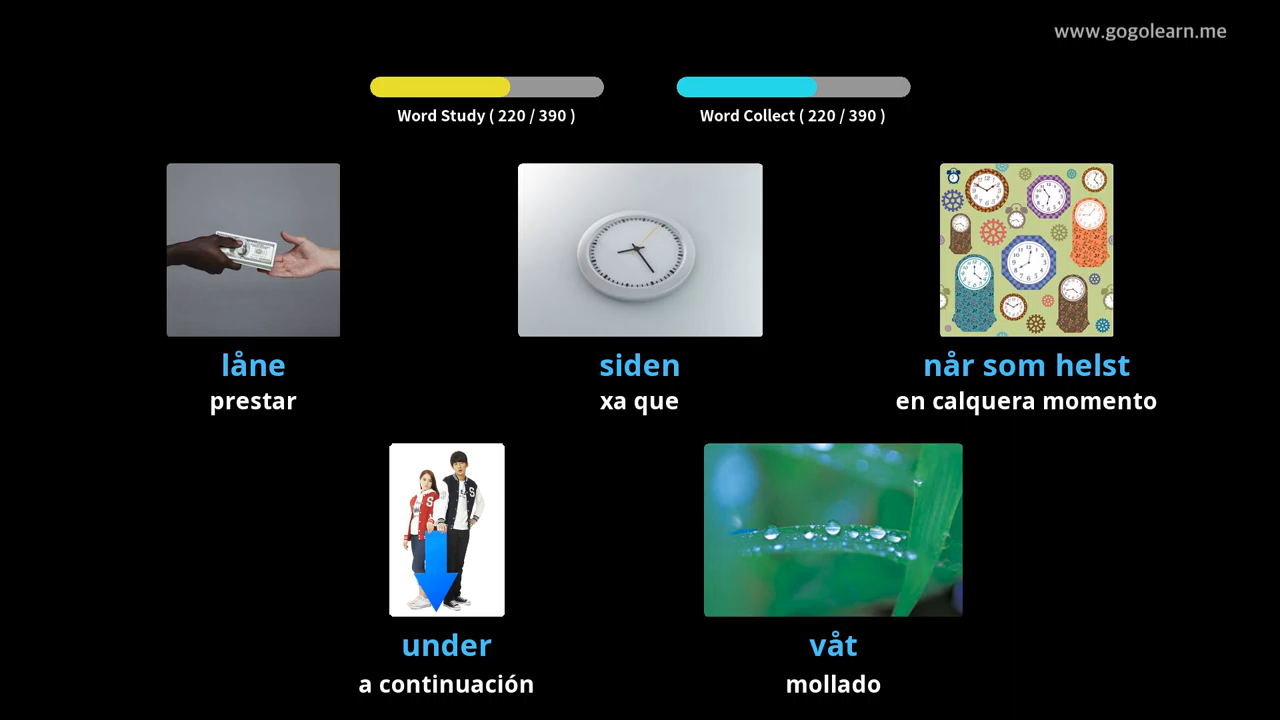 www.gogolearn.me
Word Study ( 220 / 390 )
Word Collect ( 220 / 390 )
låne
prestar
siden
xa que
når som helst
en calquera momento
under
a continuación
våt
mollado